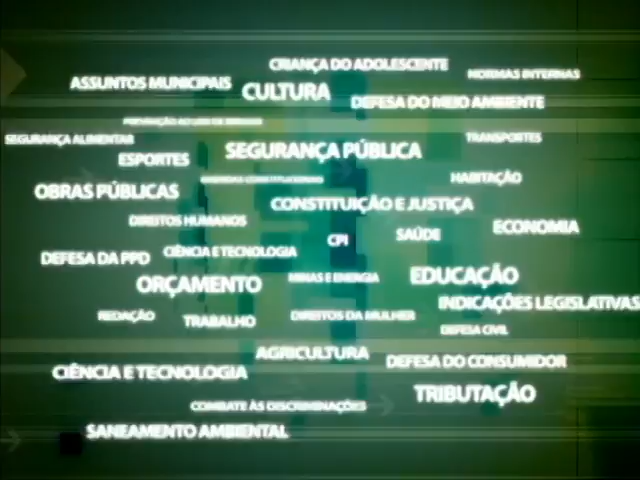 CRIANÇA DO ADOLESCENTE
NORMAS INTERNAS
ASSUNTOS MUNICIPAIS
CULTURA
DEFESA DO MEIO AMBIENTE
SEGURANÇA ALIMENTAR
TRANSPORTES
ESPORTES
SEGURANÇA PÚBLICA
HABITAÇÃO
OBRAS PÚBLICAS
CONSTITUIÇÃO E JUSTIÇA
DIREITOS HUMANOS
ECONOMIA
CPI
SAÚDE
DEFESA DA PPD
CIÊNCIA E TECNOLOGIA
ORÇAMENTO
MINAS E ENERGIA
EDUCAÇÃO
INDICAÇÕES LEGISLATIVAS
REDAÇÃO
TRABALHO
DIREITOS DA MULHER
DEFESA CIVIL
AGRICULTURA
DEFESA DO CONSUMIDOR
CIÊNCIA E TECNOLOGIA
TRIBUTAÇÃO
COMBATE ÀS DISCRIMINAÇÕES
SANEAMENTO AMBIENTAL